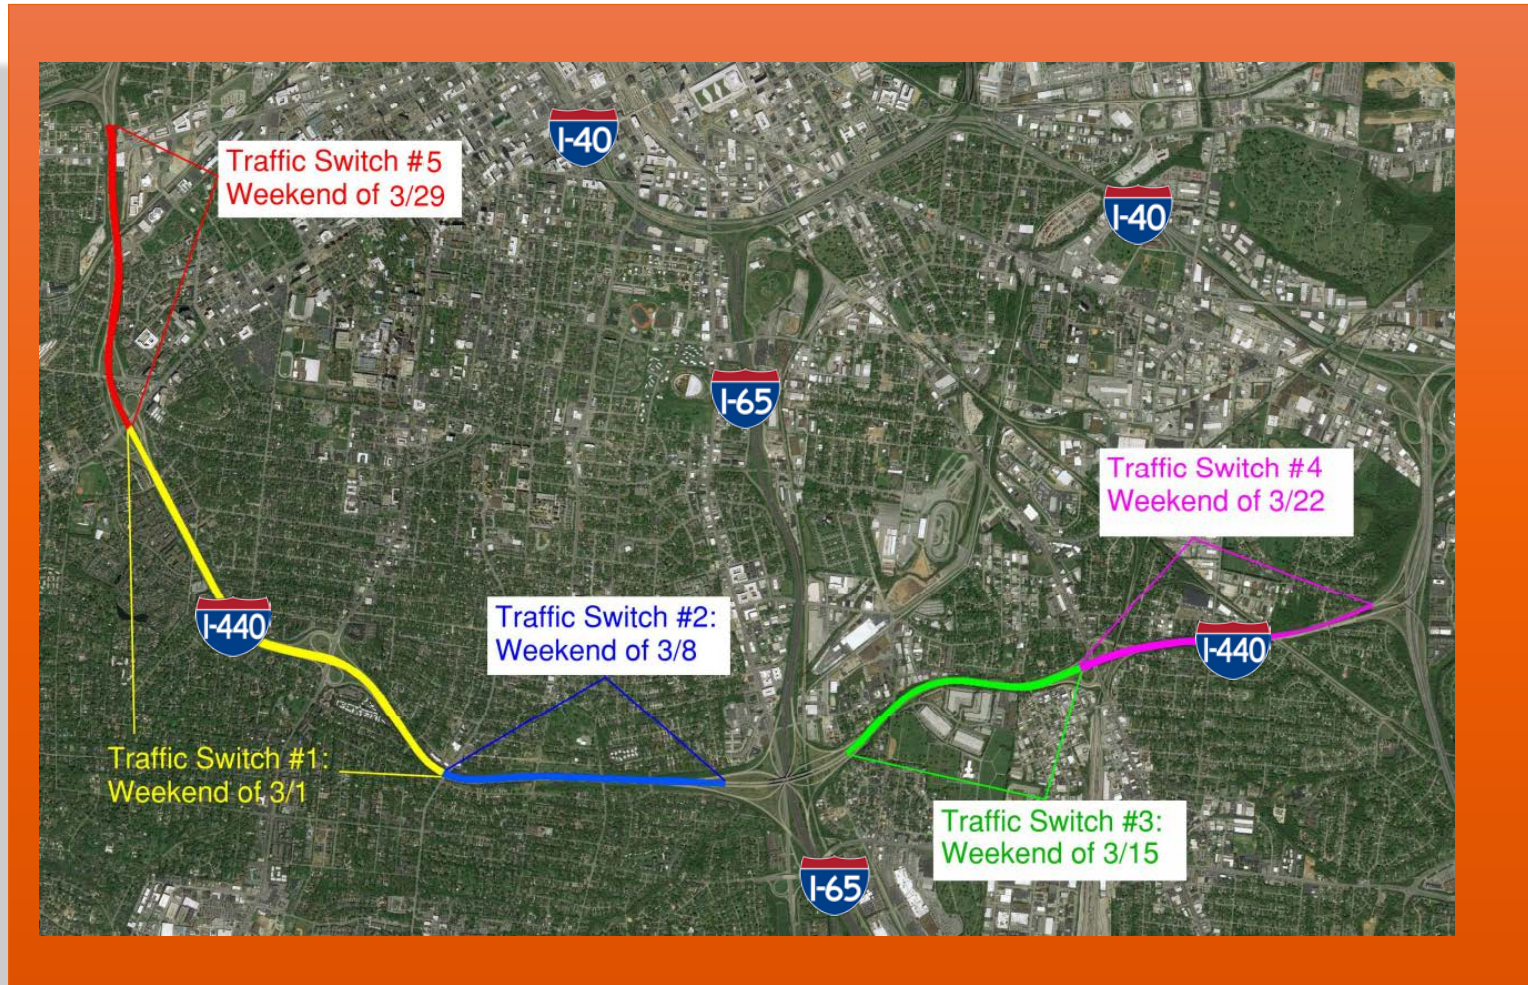 Traffic Switch #5
Weekend of 3/29
I-40
I-40
I-65
Traffic Switch #4
Weekend of 3/22
I-440
Traffic Switch #2:
Weekend of 3/8
I-440
Traffic Switch #1:
Weekend of 3/1
Traffic Switch #3:
Weekend of 3/15
I-65